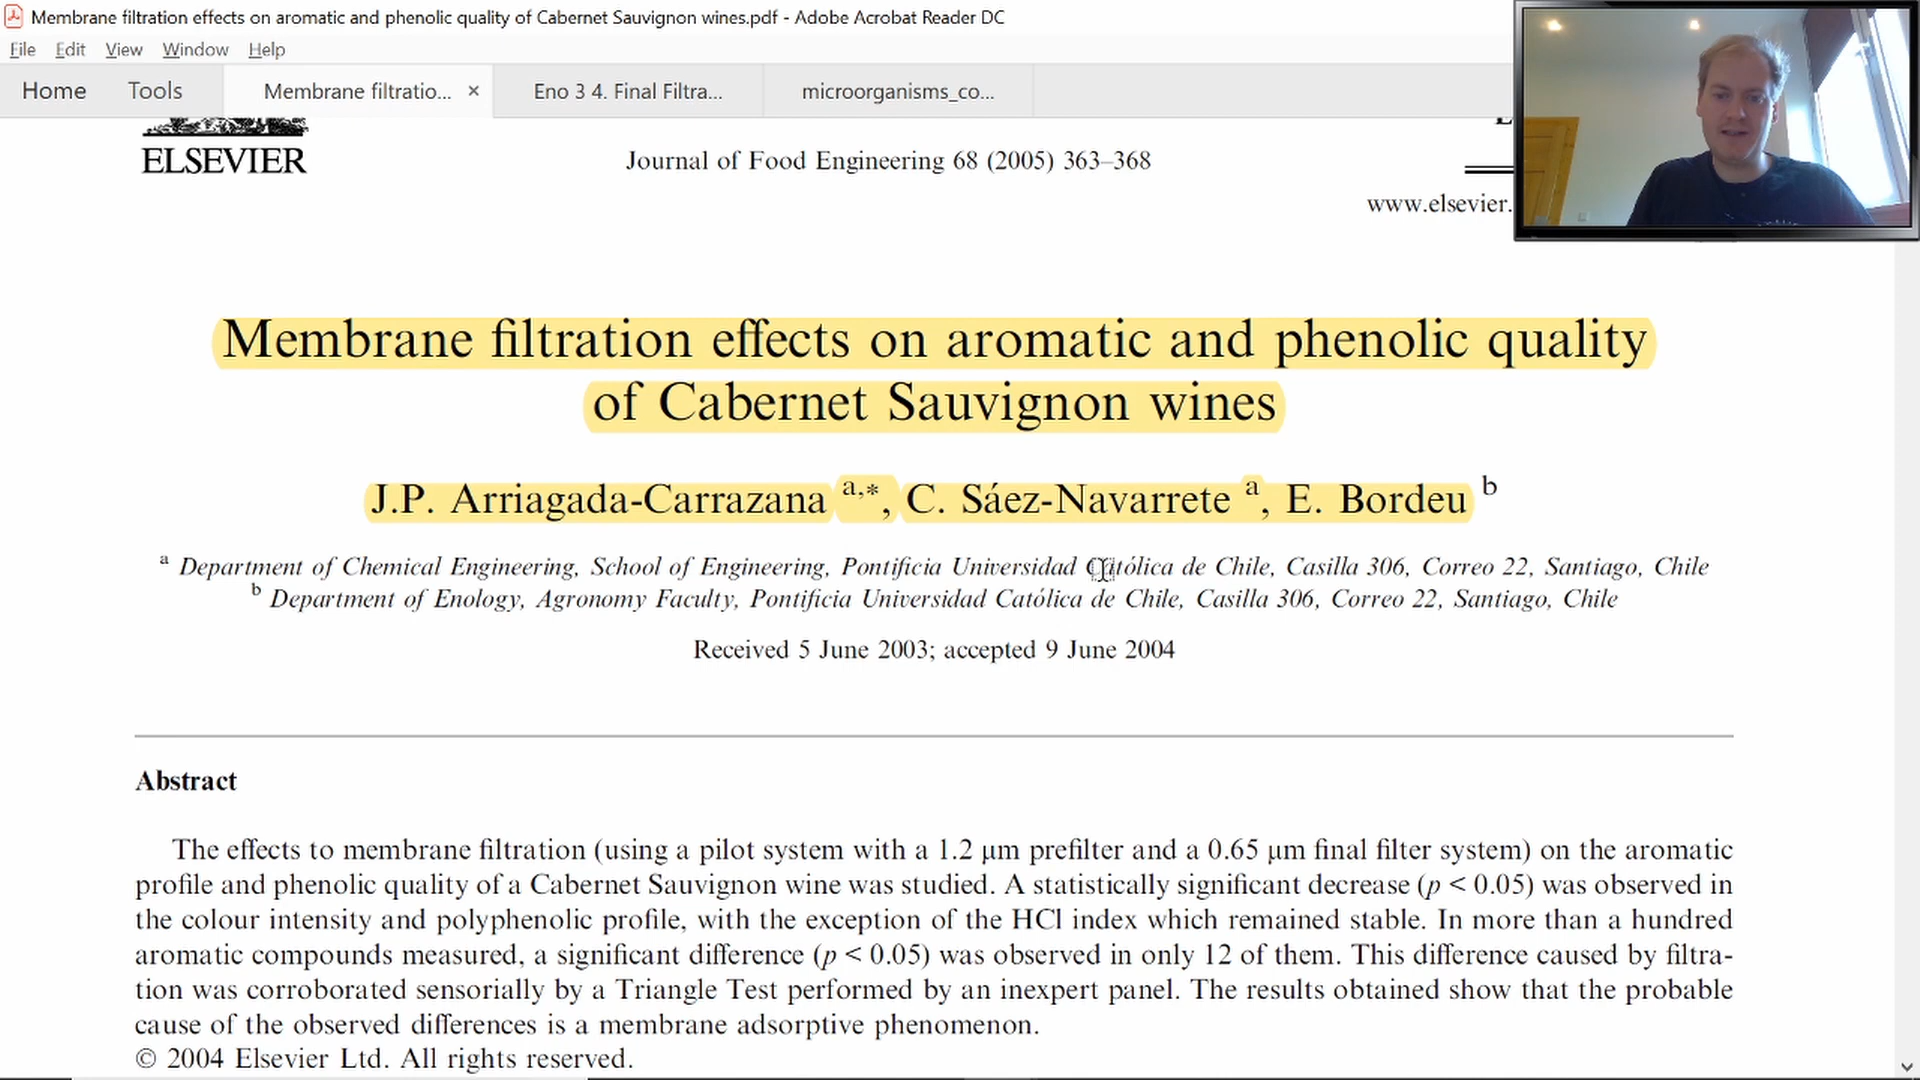 Membrane filtration effects on aromatic and phenolic quality of Cabernet Sauvignon wines.pdf - Adobe Acrobat Reader DC
File Edit View Window Help
Home Tools Membrane filtratio... × Eno 3 4. Final Filtra... microorganisms_co...
ELSEVIER
Journal of Food Engineering 68 (2005) 363–368
www.elsevier.
Membrane filtration effects on aromatic and phenolic quality
of Cabernet Sauvignon wines
J.P. Arriagada-Carrazana a,*, C. Sáez-Navarrete a, E. Bordeu b
a Department of Chemical Engineering, School of Engineering, Pontificia Universidad Católica de Chile, Casilla 306, Correo 22, Santiago, Chile
b Department of Enology, Agronomy Faculty, Pontificia Universidad Católica de Chile, Casilla 306, Correo 22, Santiago, Chile
Received 5 June 2003; accepted 9 June 2004
Abstract
The effects to membrane filtration (using a pilot system with a 1.2 μm prefilter and a 0.65 μm final filter system) on the aromatic
profile and phenolic quality of a Cabernet Sauvignon wine was studied. A statistically significant decrease (p < 0.05) was observed in
the colour intensity and polyphenolic profile, with the exception of the HCl index which remained stable. In more than a hundred
aromatic compounds measured, a significant difference (p < 0.05) was observed in only 12 of them. This difference caused by filtra-
tion was corroborated sensorially by a Triangle Test performed by an inexpert panel. The results obtained show that the probable
cause of the observed differences is a membrane adsorptive phenomenon.
© 2004 Elsevier Ltd. All rights reserved.